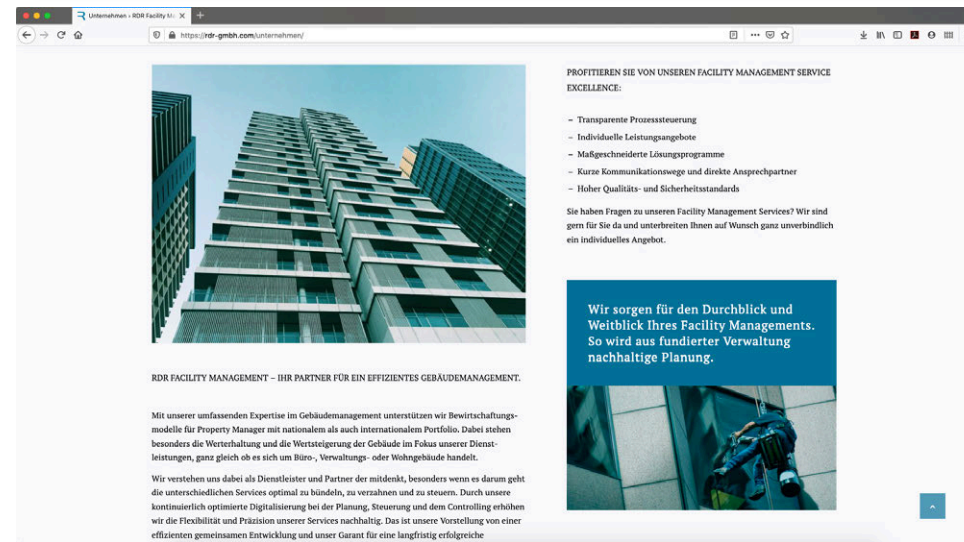 Unternehmen › RDR Facility M
https://rdr-gmbh.com/unternehmen/
RDR FACILITY MANAGEMENT – IHR PARTNER FÜR EIN EFFIZIENTES GEBÄUDEMANAGEMENT.
Mit unserer umfassenden Expertise im Gebäudemanagement unterstützen wir Bewirtschaftungs-
modelle für Property Manager mit nationalem als auch internationalem Portfolio. Dabei stehen
besonders die Werterhaltung und die Wertsteigerung der Gebäude im Fokus unserer Dienst-
leistungen, ganz gleich ob es sich um Büro-, Verwaltungs- oder Wohngebäude handelt.
Wir verstehen uns dabei als Dienstleister und Partner der mitdenkt, besonders wenn es darum geht
die unterschiedlichen Services optimal zu bündeln, zu verzahnen und zu steuern. Durch unsere
kontinuierlich optimierte Digitalisierung bei der Planung, Steuerung und dem Controlling erhöhen
wir die Flexibilität und Präzision unserer Services nachhaltig. Das ist unsere Vorstellung von einer
effizienten gemeinsamen Entwicklung und unser Garant für eine langfristig erfolgreiche
PROFITIEREN SIE VON UNSEREN FACILITY MANAGEMENT SERVICE
EXCELLENCE:
– Transparente Prozesssteuerung
– Individuelle Leistungsangebote
– Maßgeschneiderte Lösungsprogramme
– Kurze Kommunikationswege und direkte Ansprechpartner
– Hoher Qualitäts- und Sicherheitsstandards
Sie haben Fragen zu unseren Facility Management Services? Wir sind
gern für Sie da und unterbreiten Ihnen auf Wunsch ganz unverbindlich
ein individuelles Angebot.
Wir sorgen für den Durchblick und
Weitblick Ihres Facility Managements.
So wird aus fundierter Verwaltung
nachhaltige Planung.